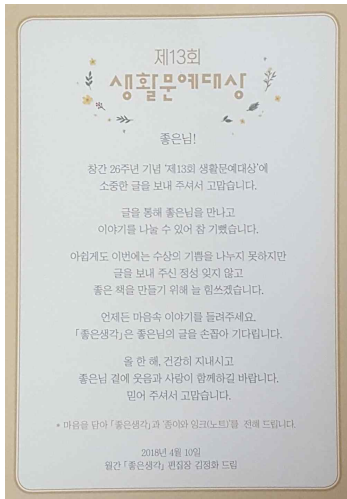 제13회
생활문예대상
좋은님!
창간 26주년 기념 '제13회 생활문예대상'에
소중한 글을 보내 주셔서 고맙습니다.
글을 통해 좋은님을 만나고
이야기를 나눌 수 있어 참 기뻤습니다.
아쉽게도 이번에는 수상의 기쁨을 나누지 못하지만
글을 보내 주신 정성 잊지 않고
좋은 책을 만들기 위해 늘 힘쓰겠습니다.
언제든 마음속 이야기를 들려주세요.
「좋은생각」은 좋은님의 글을 손꼽아 기다립니다.
올 한 해, 건강히 지내시고
좋은님 곁에 웃음과 사랑이 함께하길 바랍니다.
믿어 주셔서 고맙습니다.
* 마음을 담아 「좋은생각」과 '종이와 잉크(노트)'를 전해 드립니다.
2018년 4월 10일
월간 「좋은생각」 편집장 김정화 드림